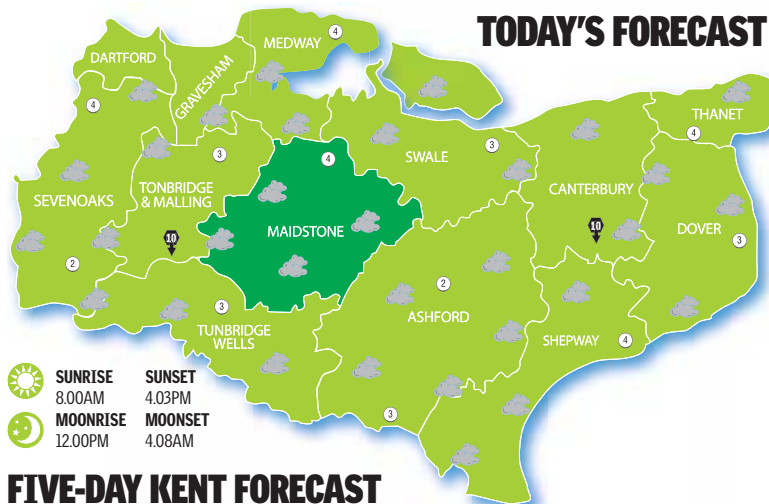 TODAY'S FORECAST
MEDWAY
4
DARTFORD
GRAVESHAM
4
THANET
4
3
SWALE
3
4
TONBRIDGE
& MALLING
SEVENOAKS
CANTERBURY
MAIDSTONE
DOVER
10
10
3
2
2
3
ASHFORD
TUNBRIDGE
WELLS
SHEPWAY
4
3
SUNRISE SUNSET
8.00AM 4.03PM
MOONRISE MOONSET
12.00PM 4.08AM
FIVE-DAY KENT FORECAST